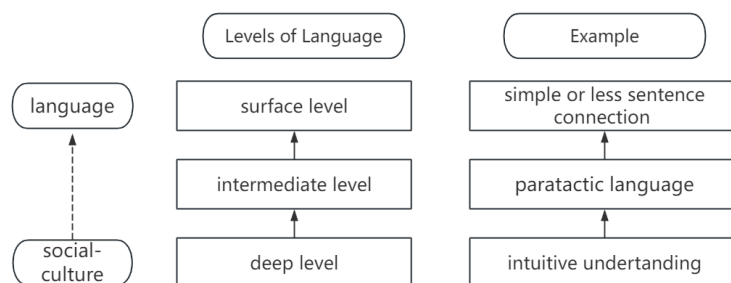 Levels of Language
Example
language
surface level
simple or less sentence
connection
intermediate level
paratactic language
social-
culture
deep level
intuitive undertanding